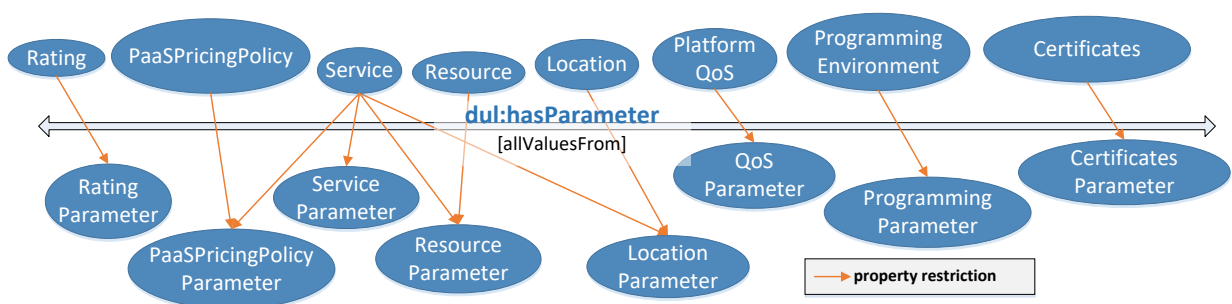 Rating
PaaSPricingPolicy
Service
Resource
Location
Platform
QoS
Programming
Environment
Certificates
dul:hasParameter
[allValuesFrom]
Rating
Parameter
PaaSPricingPolicy
Parameter
Service
Parameter
Resource
Parameter
Location
Parameter
QoS
Parameter
Programming
Parameter
Certificates
Parameter
property restriction